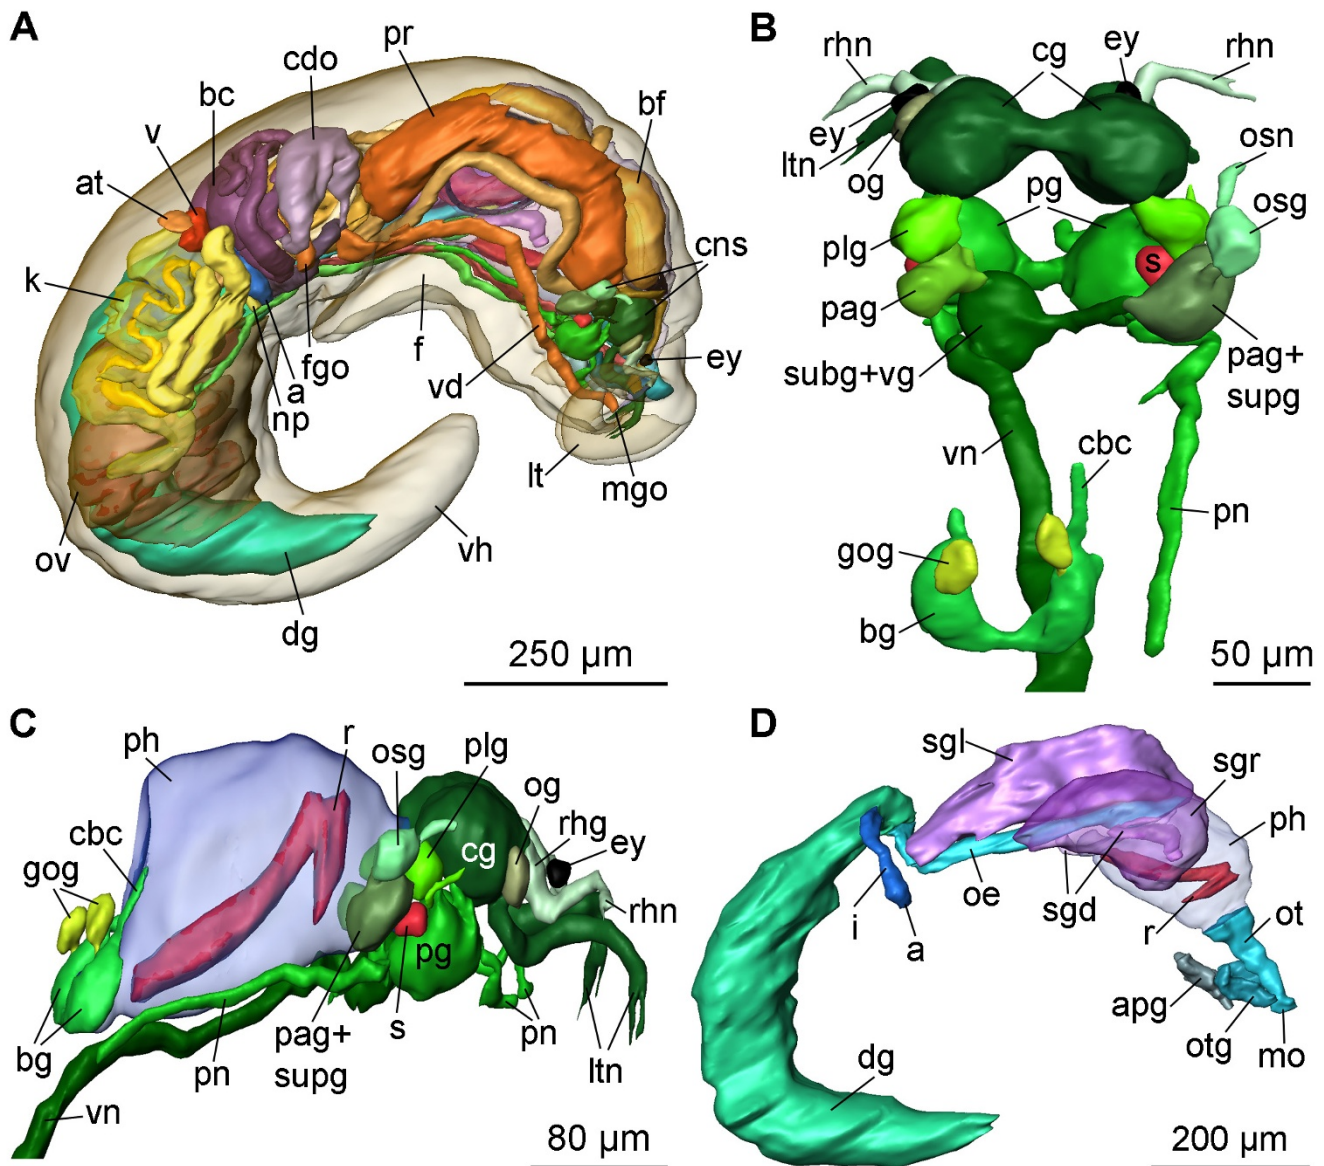 A
pr
cdo
bc
bf
v
at
cns
k
f
ey
fgo
a
vd
np
lt
mgo
ov
vh
dg
250 µm
B
ey
rhn
cg
rhn
ey
osn
ltn
og
pg
osg
plg
s
pag
subg+vg
pag+
supg
vn
cbc
pn
gog
bg
50 µm
C
ph
r
osg
plg
og
rhg
cbc
ey
cg
gog
rhn
pg
bg
pn
pag+
supg
s
pn
ltn
vn
80 µm
D
sgl
sgr
ph
oe
sgd
i
a
r
ot
apg
otg
mo
dg
200 µm